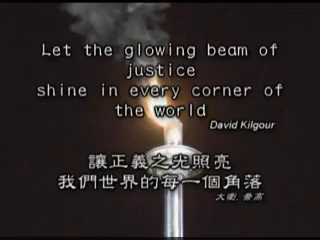 Let the glowing beam of
justice
shine in every corner of
the world
David Kilgour
讓正義之光照亮
我們世界的每一個角落
大衛.喬高